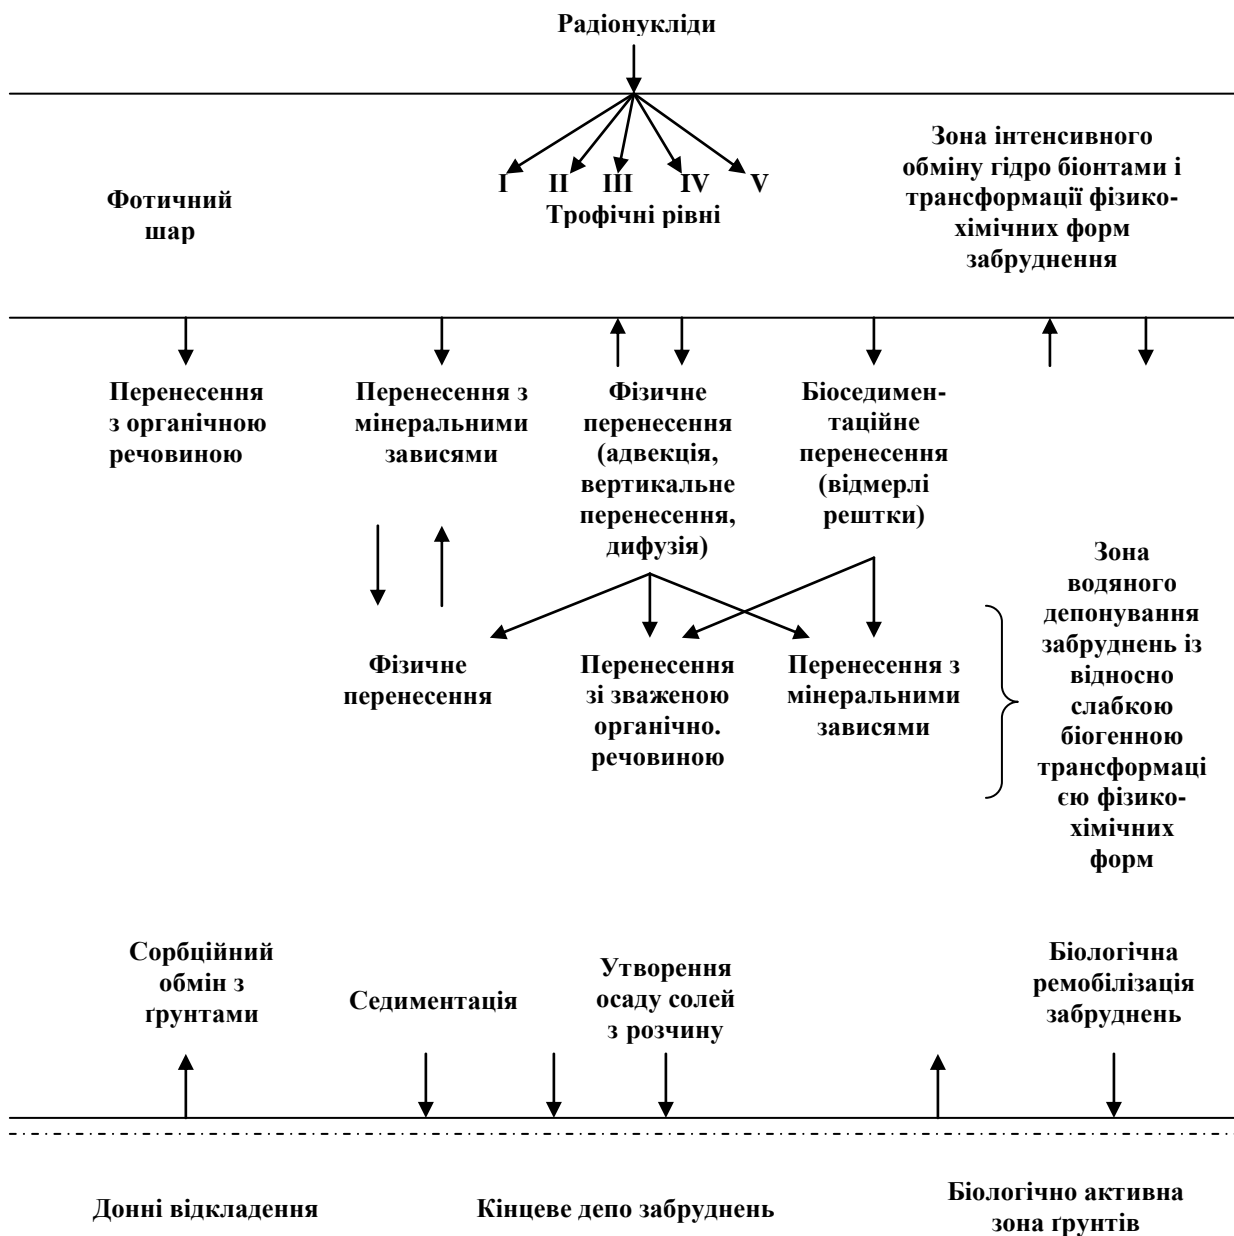 Радіонукліди
Фотичний
шар
I II III IV V
Трофічні рівні
Зона інтенсивного
обміну гідро біонтами і
трансформації фізико-
хімічних форм
забруднення
Перенесення
з органічною
речовиною
Перенесення з
мінеральними
зависями
Фізичне
перенесення
(адвекція,
вертикальне
перенесення,
дифузія)
Біоседимен-
таційне
перенесення
(відмерлі
рештки)
Фізичне
перенесення
Перенесення
зі зваженою
органічно.
речовиною
Перенесення з
мінеральними
зависями
Зона
водяного
депонування
забруднень із
відносно
слабкою
біогенною
трансформаці
єю фізико-
хімічних
форм
Сорбційний
обмін з
ґрунтами
Седиментація
Утворення
осаду солей
з розчину
Біологічна
ремобілізація
забруднень
Донні відкладення
Кінцеве депо забруднень
Біологічно активна
зона ґрунтів